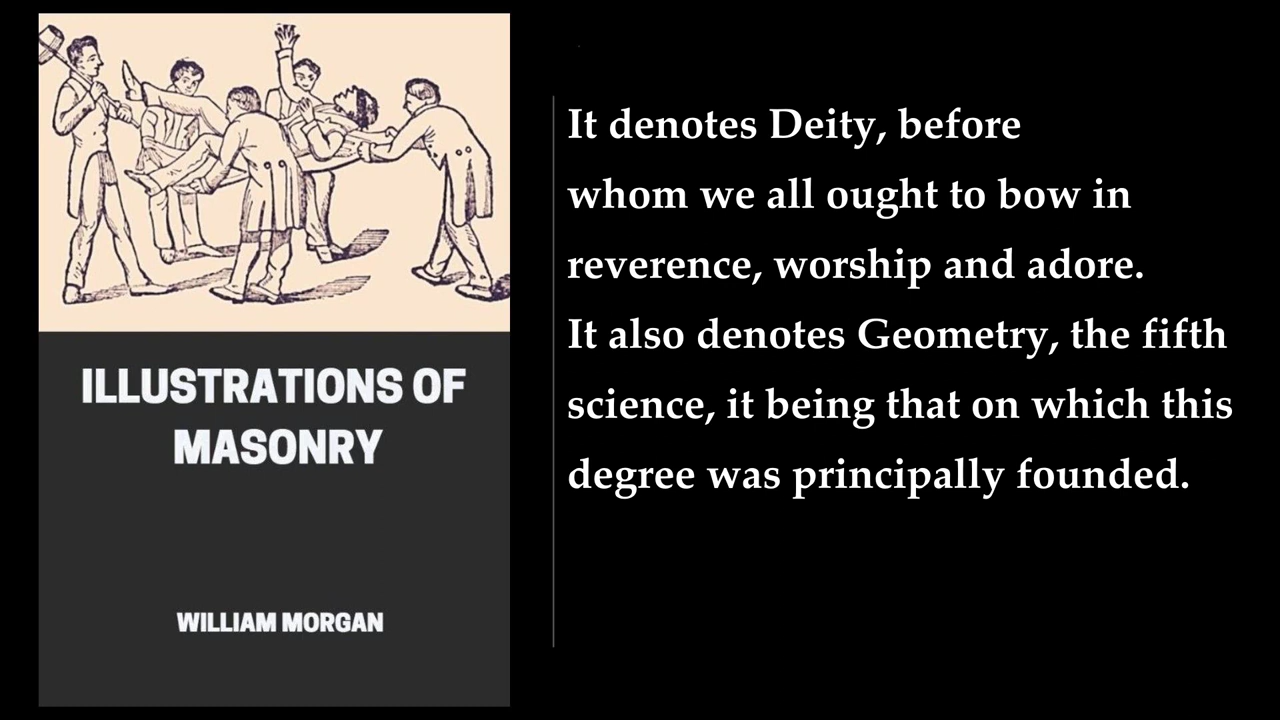 ILLUSTRATIONS OF
MASONRY
WILLIAM MORGAN
It denotes Deity, before
whom we all ought to bow in
reverence, worship and adore.
It also denotes Geometry, the fifth
science, it being that on which this
degree was principally founded.